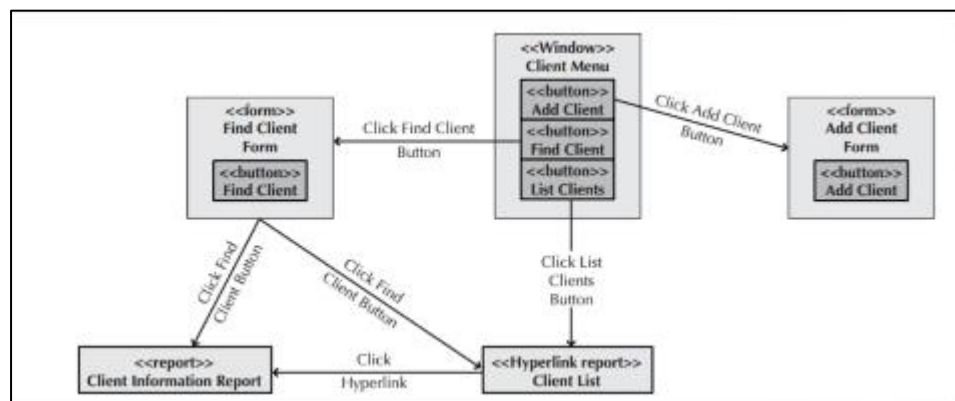 <<Window>>
Client Menu
<<button>>
Add Client
<<button>>
Find Client
<<button>>
List Clients
<<form>>
Find Client
Form
<<button>>
Find Client
Click Find Client
Button
Click Add Client
Button
<<form>>
Add Client
Form
<<button>>
Add Client
Click Find
Client Button
Click Find
Client Button
Click List
Clients
Button
<<report>>
Client Information Report
Click
Hyperlink
<<Hyperlink report>>
Client List